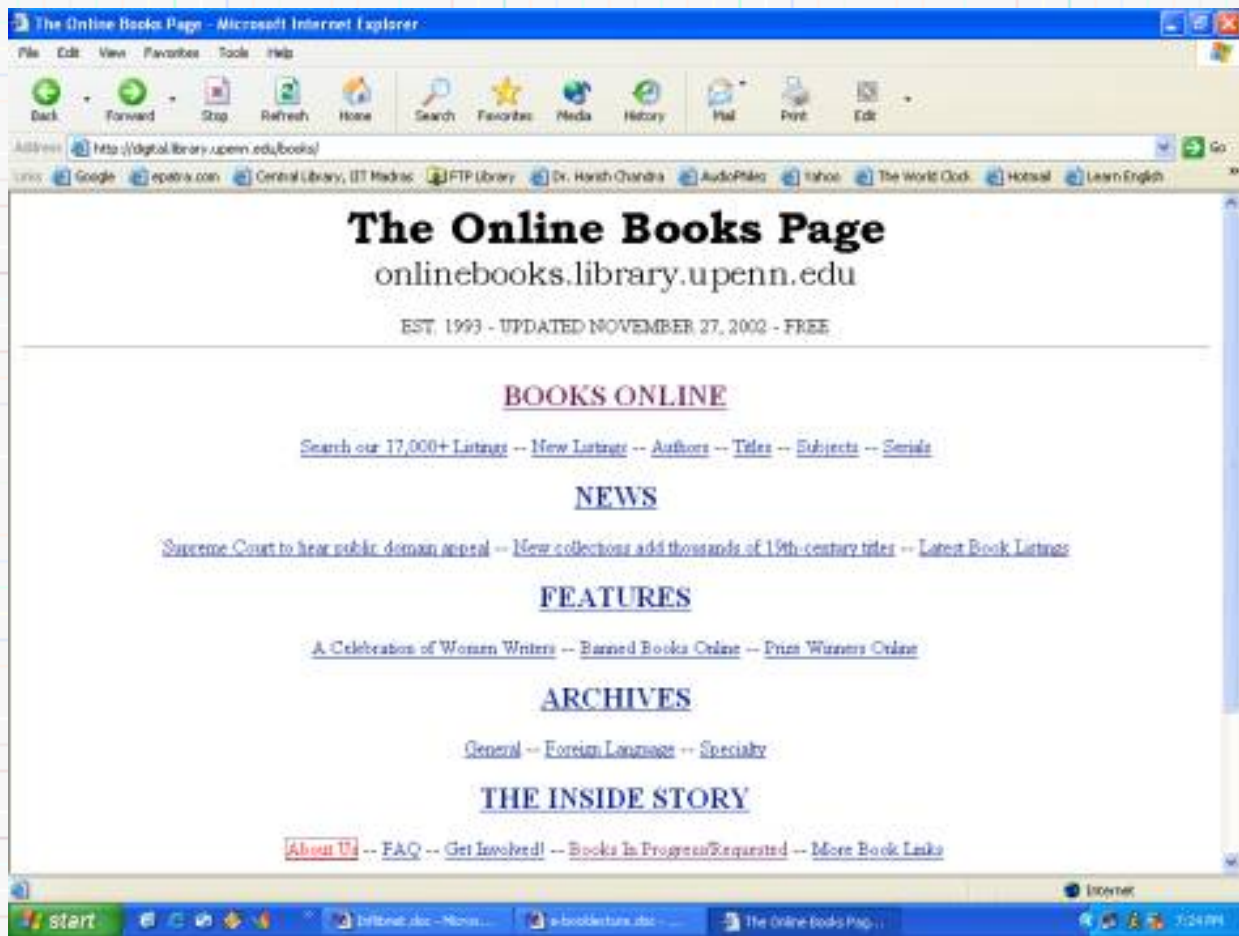 The Online Books Page - Microsoft Internet Explorer
File Edit View Favorites Tools Help
Back Forward Stop Refresh Home Search Favorites Media History Mail Print Edit
Address http://digital.library.upenn.edu/books/ Go
Links Google epatra.com Central Library, IIT Madras FTP Library Dr. Harish Chandra AudioPhiles Yahoo The World Clock Hotmail Learn English
The Online Books Page
onlinebooks.library.upenn.edu
EST. 1993 - UPDATED NOVEMBER 27, 2002 - FREE
BOOKS ONLINE
Search our 17,000+ Listings -- New Listings -- Authors -- Titles -- Subjects -- Serials
NEWS
Supreme Court to hear public domain appeal -- New collections add thousands of 19th-century titles -- Latest Book Listings
FEATURES
A Celebration of Women Writers -- Banned Books Online -- Prize Winners Online
ARCHIVES
General -- Foreign Language -- Specialty
THE INSIDE STORY
About Us -- FAQ -- Get Involved! -- Books In Progress/Requested -- More Book Links
Internet
start e-booklecture.doc - ... The Online Books Pag... 7:24 PM